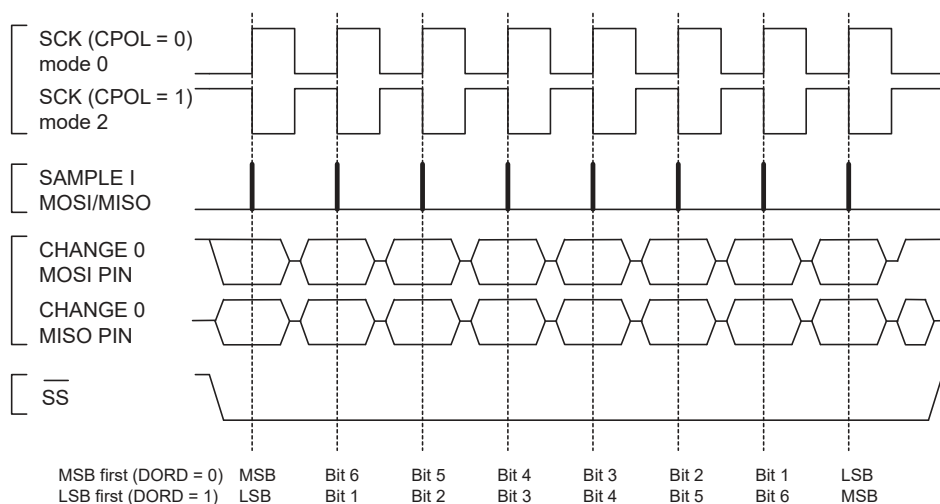 SCK (CPOL = 0)
mode 0
SCK (CPOL = 1)
mode 2
SAMPLE I
MOSI/MISO
CHANGE 0
MOSI PIN
CHANGE 0
MISO PIN
SS
MSB first (DORD = 0) MSB Bit 6 Bit 5 Bit 4 Bit 3 Bit 2 Bit 1 LSB
LSB first (DORD = 1) LSB Bit 1 Bit 2 Bit 3 Bit 4 Bit 5 Bit 6 MSB